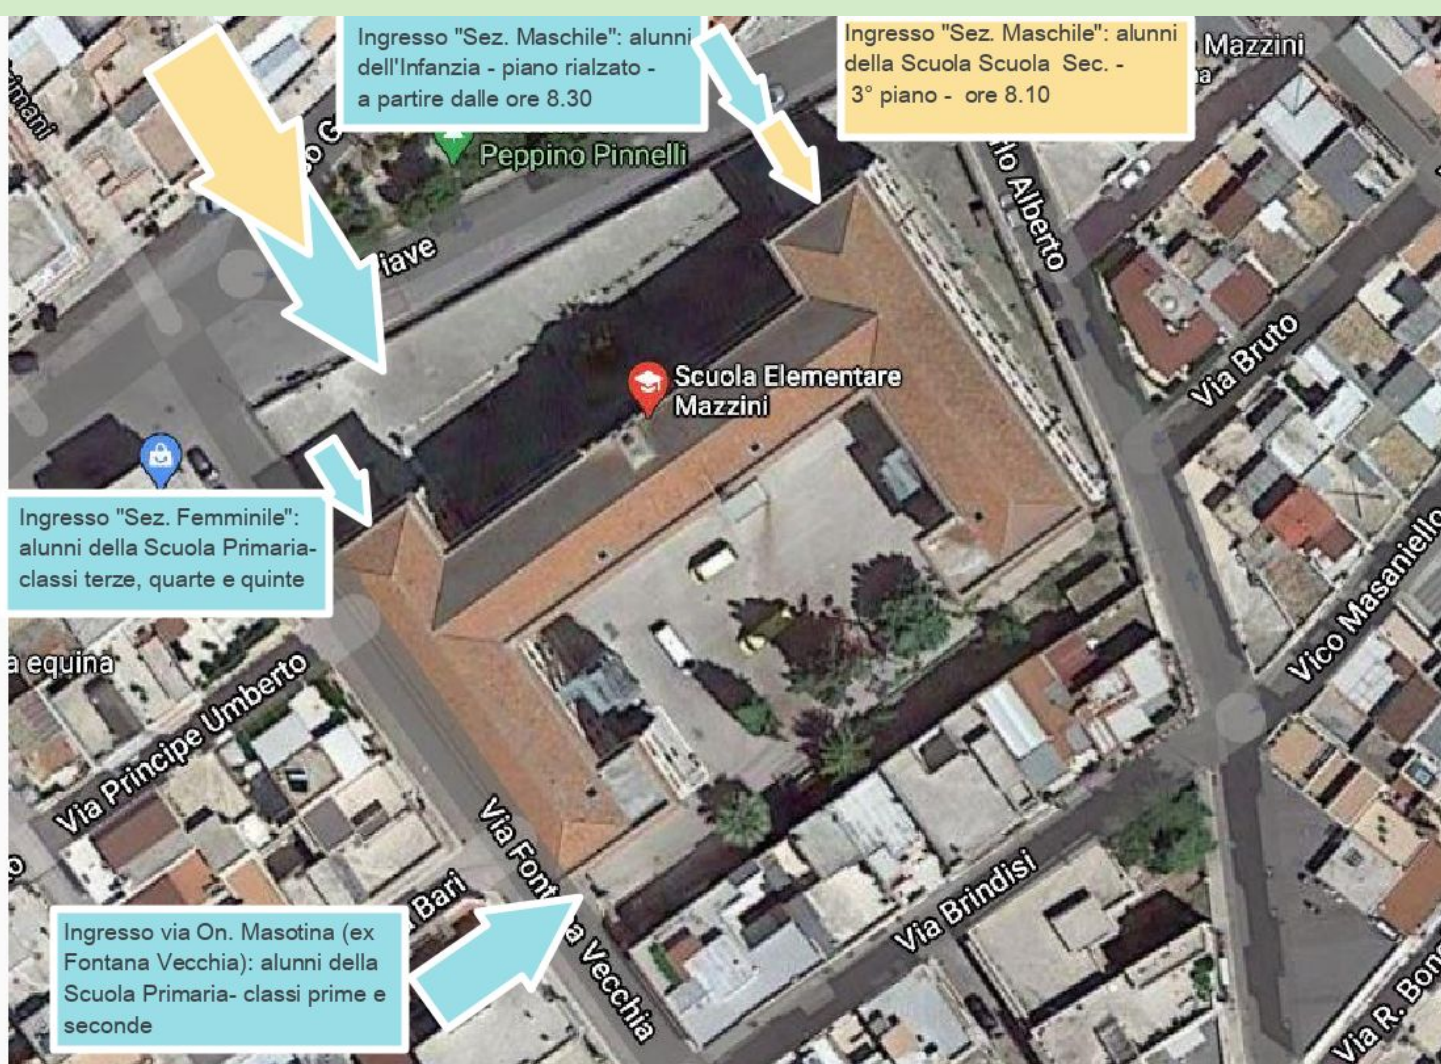 Ingresso "Sez. Maschile": alunni
dell'Infanzia - piano rialzato -
a partire dalle ore 8.30
Ingresso "Sez. Maschile": alunni
della Scuola Scuola Sec. -
3° piano - ore 8.10
Mazzini
Peppino Pinnelli
Alberto
iave
Via Bruto
Scuola Elementare
Mazzini
Ingresso "Sez. Femminile":
alunni della Scuola Primaria-
classi terze, quarte e quinte
Vico Masaniello
a equina
Via Principe Umberto
Via Fontana Vecchia
Bari
Via Brindisi
Via R. Bon
Ingresso via On. Masotina (ex
Fontana Vecchia): alunni della
Scuola Primaria- classi prime e
seconde